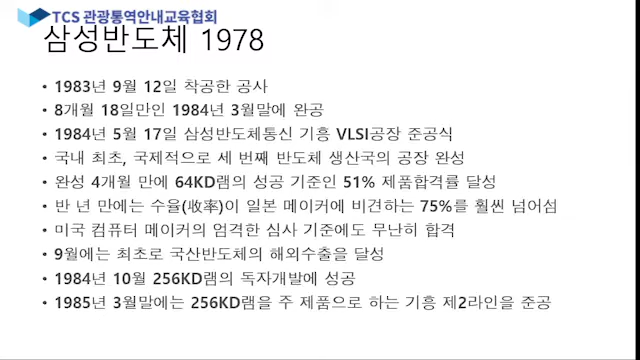 TCS 관광통역안내교육협회
삼성반도체 1978
• 1983년 9월 12일 착공한 공사
• 8개월 18일만인 1984년 3월말에 완공
• 1984년 5월 17일 삼성반도체통신 기흥 VLSI공장 준공식
• 국내 최초, 국제적으로 세 번째 반도체 생산국의 공장 완성
• 완성 4개월 만에 64KD램의 성공 기준인 51% 제품합격률 달성
• 반 년 만에는 수율(收率)이 일본 메이커에 비견하는 75%를 훨씬 넘어섬
• 미국 컴퓨터 메이커의 엄격한 심사 기준에도 무난히 합격
• 9월에는 최초로 국산반도체의 해외수출을 달성
• 1984년 10월 256KD램의 독자개발에 성공
• 1985년 3월말에는 256KD램을 주 제품으로 하는 기흥 제2라인을 준공